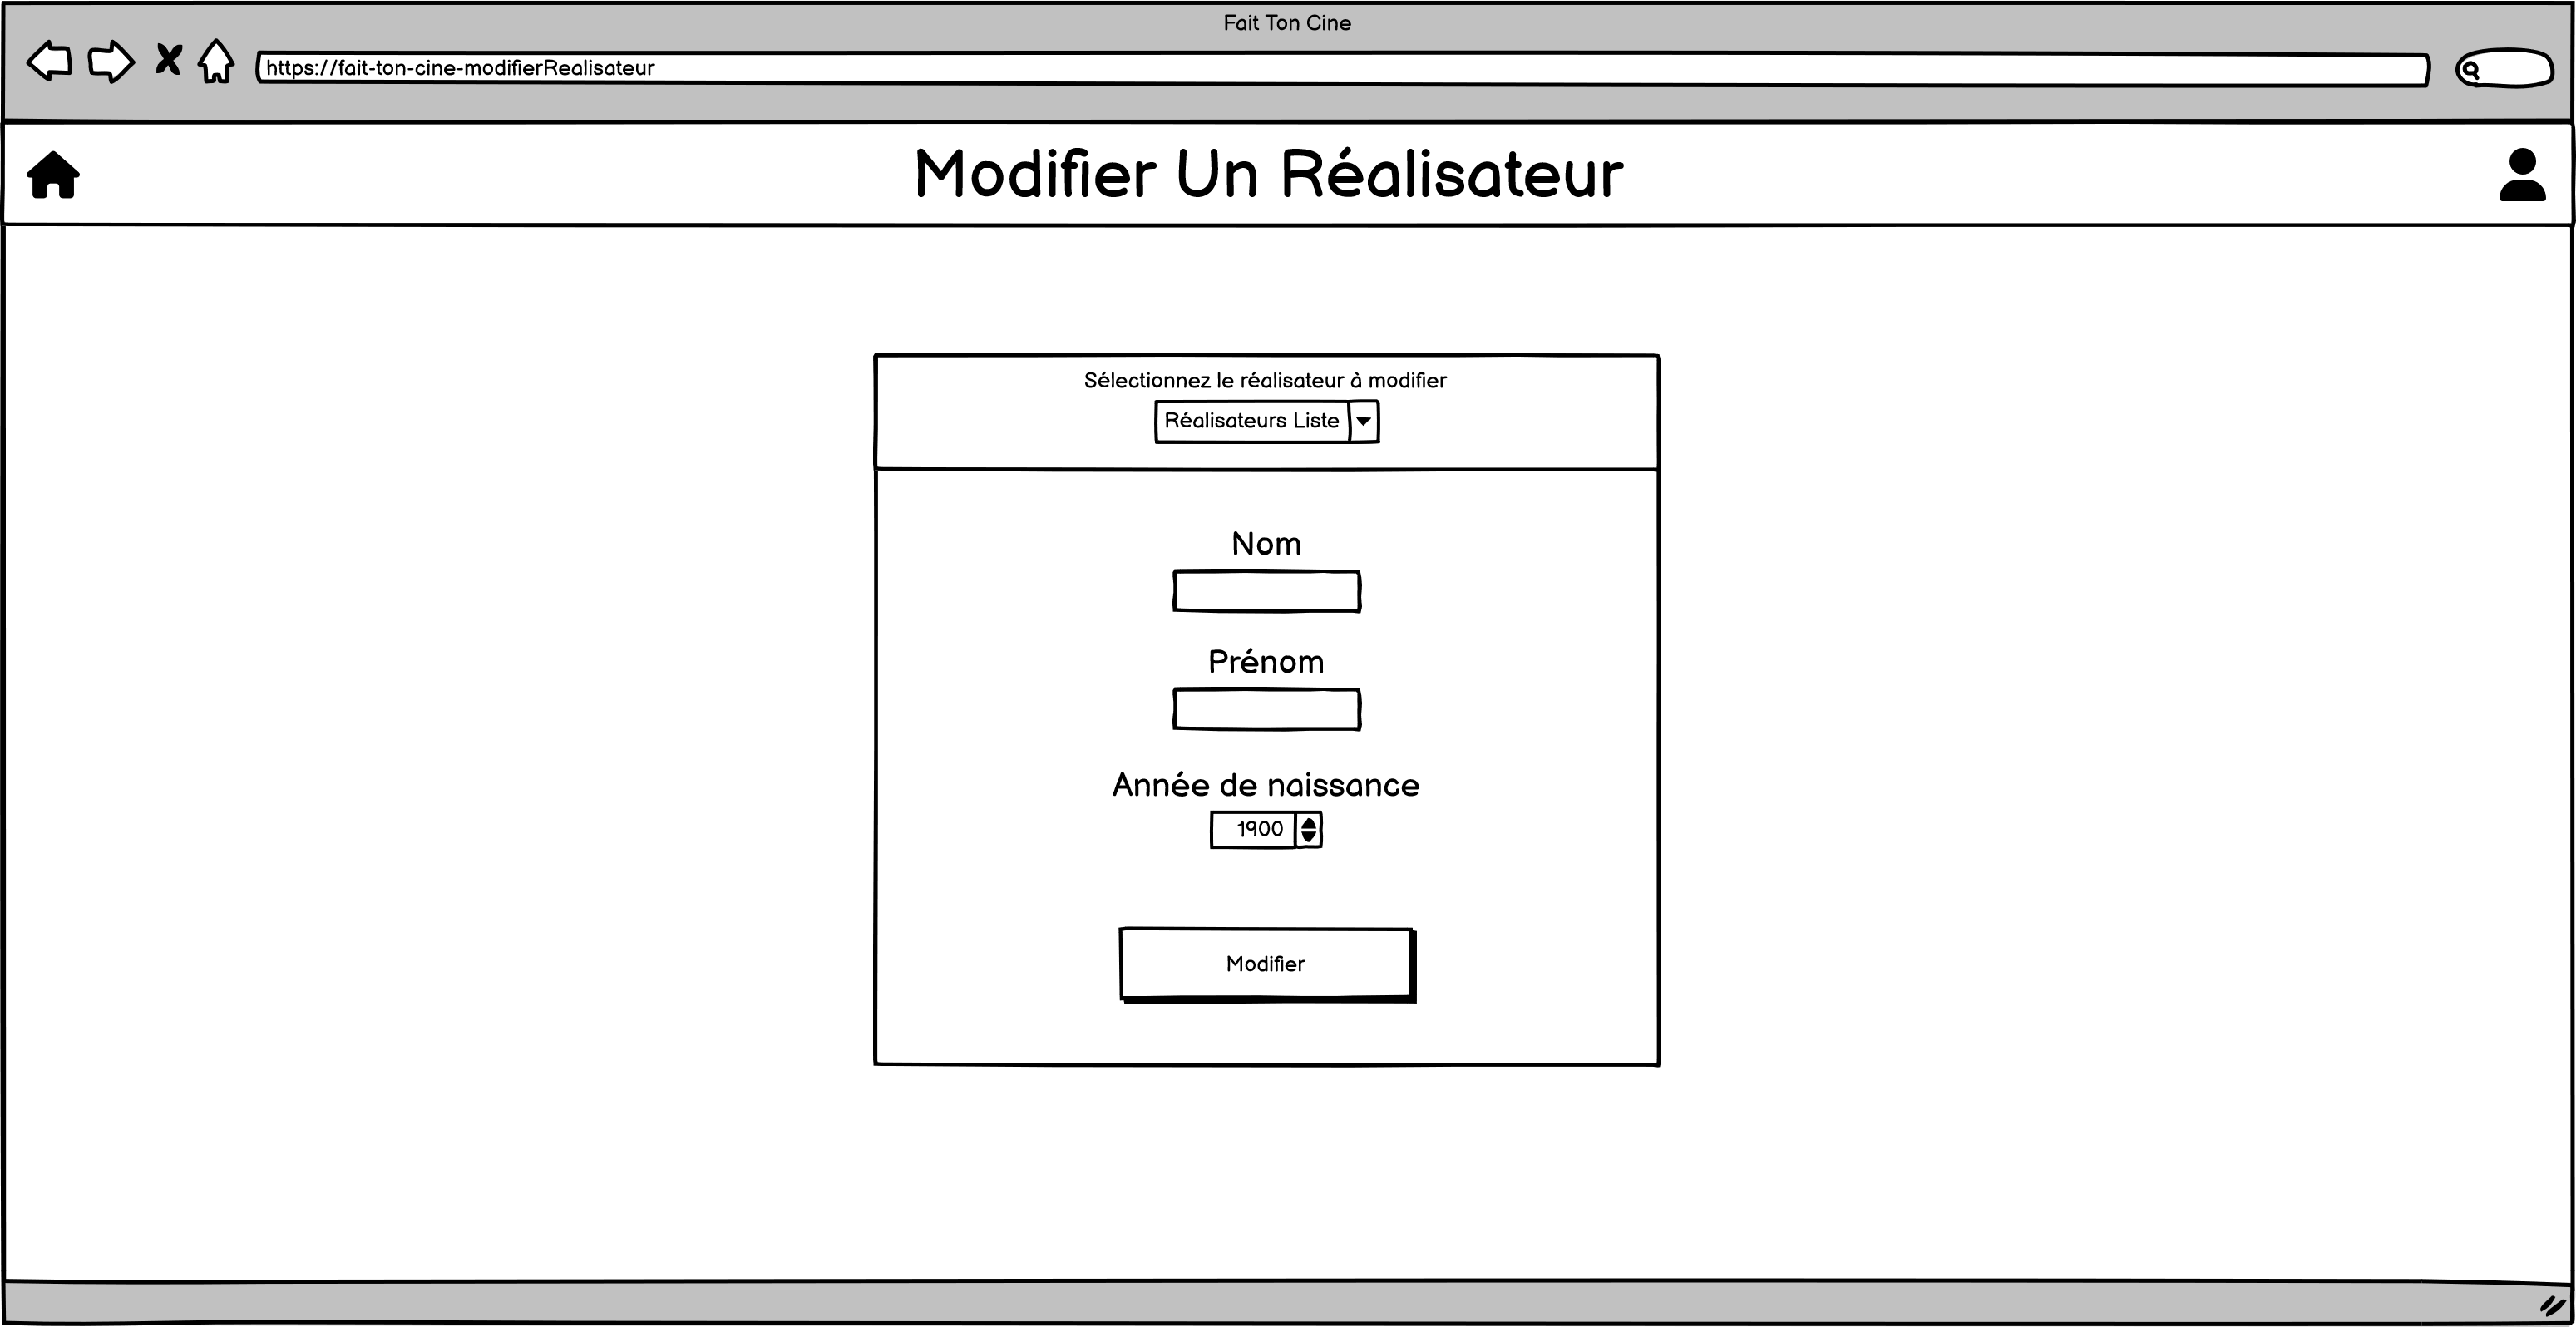 Fait Ton Cine
https://fait-ton-cine-modifierRealisateur
Modifier Un Réalisateur
Sélectionnez le réalisateur à modifier
Réalisateurs Liste
Nom
Prénom
Année de naissance
1900
Modifier